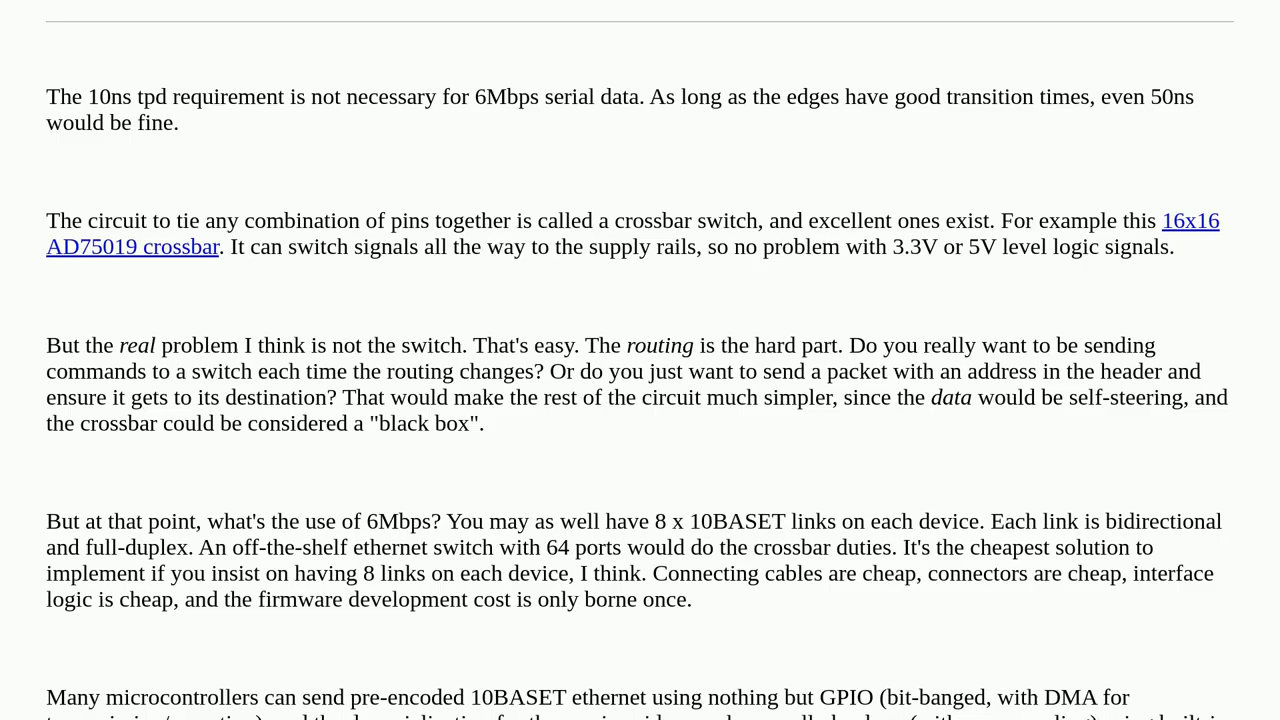 The 10ns tpd requirement is not necessary for 6Mbps serial data. As long as the edges have good transition times, even 50ns
would be fine.
The circuit to tie any combination of pins together is called a crossbar switch, and excellent ones exist. For example this 16x16
AD75019 crossbar. It can switch signals all the way to the supply rails, so no problem with 3.3V or 5V level logic signals.
But the real problem I think is not the switch. That's easy. The routing is the hard part. Do you really want to be sending
commands to a switch each time the routing changes? Or do you just want to send a packet with an address in the header and
ensure it gets to its destination? That would make the rest of the circuit much simpler, since the data would be self-steering, and
the crossbar could be considered a "black box".
But at that point, what's the use of 6Mbps? You may as well have 8 x 10BASET links on each device. Each link is bidirectional
and full-duplex. An off-the-shelf ethernet switch with 64 ports would do the crossbar duties. It's the cheapest solution to
implement if you insist on having 8 links on each device, I think. Connecting cables are cheap, connectors are cheap, interface
logic is cheap, and the firmware development cost is only borne once.
Many microcontrollers can send pre-encoded 10BASET ethernet using nothing but GPIO (bit-banged, with DMA for